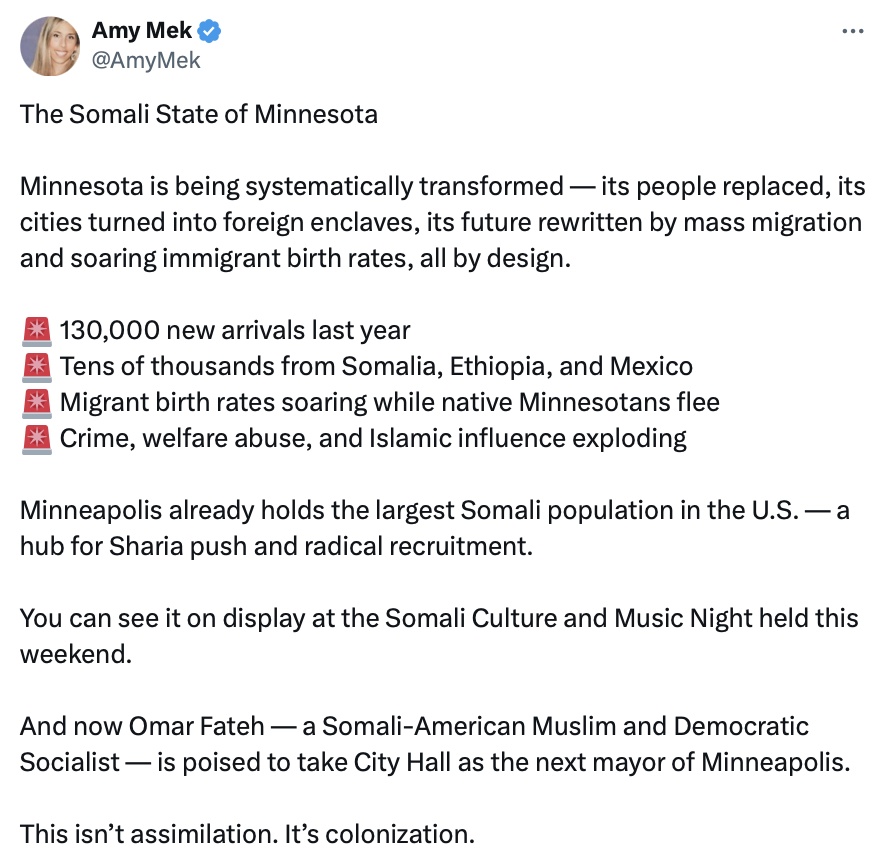 Amy Mek
@AmyMek
The Somali State of Minnesota
Minnesota is being systematically transformed — its people replaced, its
cities turned into foreign enclaves, its future rewritten by mass migration
and soaring immigrant birth rates, all by design.
🚨 130,000 new arrivals last year
🚨 Tens of thousands from Somalia, Ethiopia, and Mexico
🚨 Migrant birth rates soaring while native Minnesotans flee
🚨 Crime, welfare abuse, and Islamic influence exploding
Minneapolis already holds the largest Somali population in the U.S. — a
hub for Sharia push and radical recruitment.
You can see it on display at the Somali Culture and Music Night held this
weekend.
And now Omar Fateh — a Somali-American Muslim and Democratic
Socialist — is poised to take City Hall as the next mayor of Minneapolis.
This isn’t assimilation. It’s colonization.